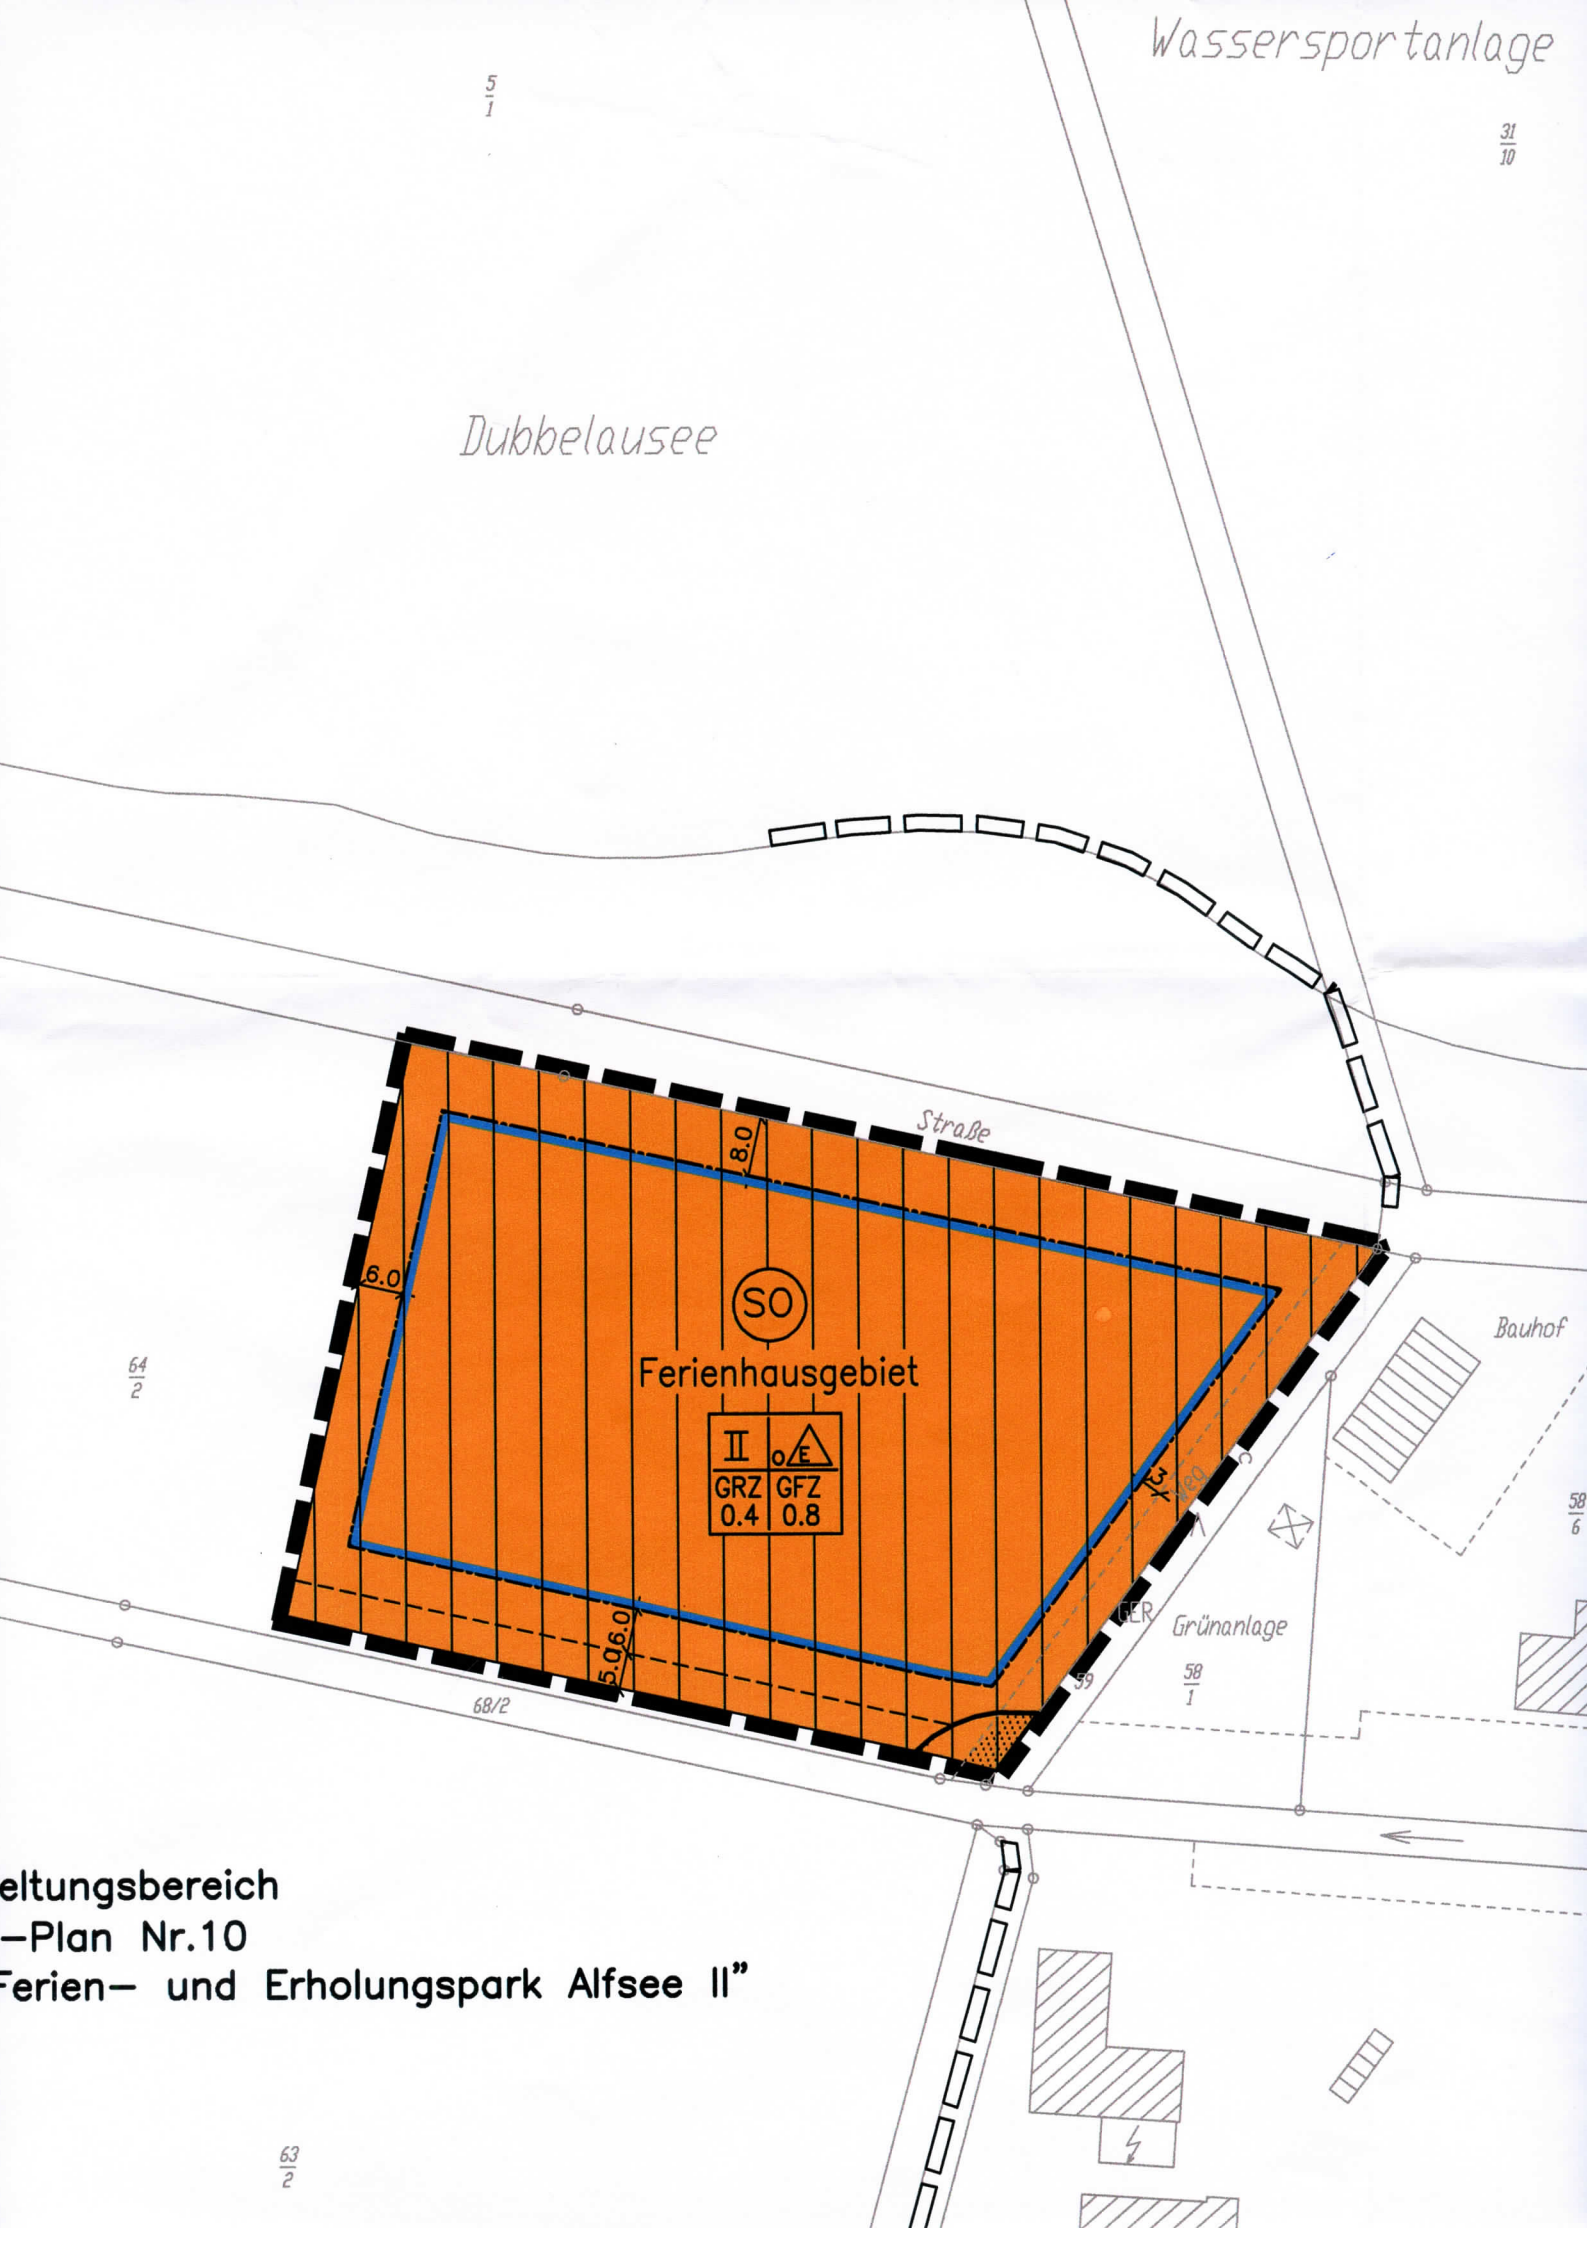 Wassersportanlage
5
1
31
10
Dubbelausee
Straße
8.0
6.0
SO
Ferienhausgebiet
II o E
GRZ GFZ
0.4 0.8
Bauhof
64
2
Weg
58
6
GER
Grünanlage
6.0
5.0
59
58
1
68/2
eltungsbereich
–Plan Nr.10
Ferien– und Erholungspark Alfsee II”
63
2